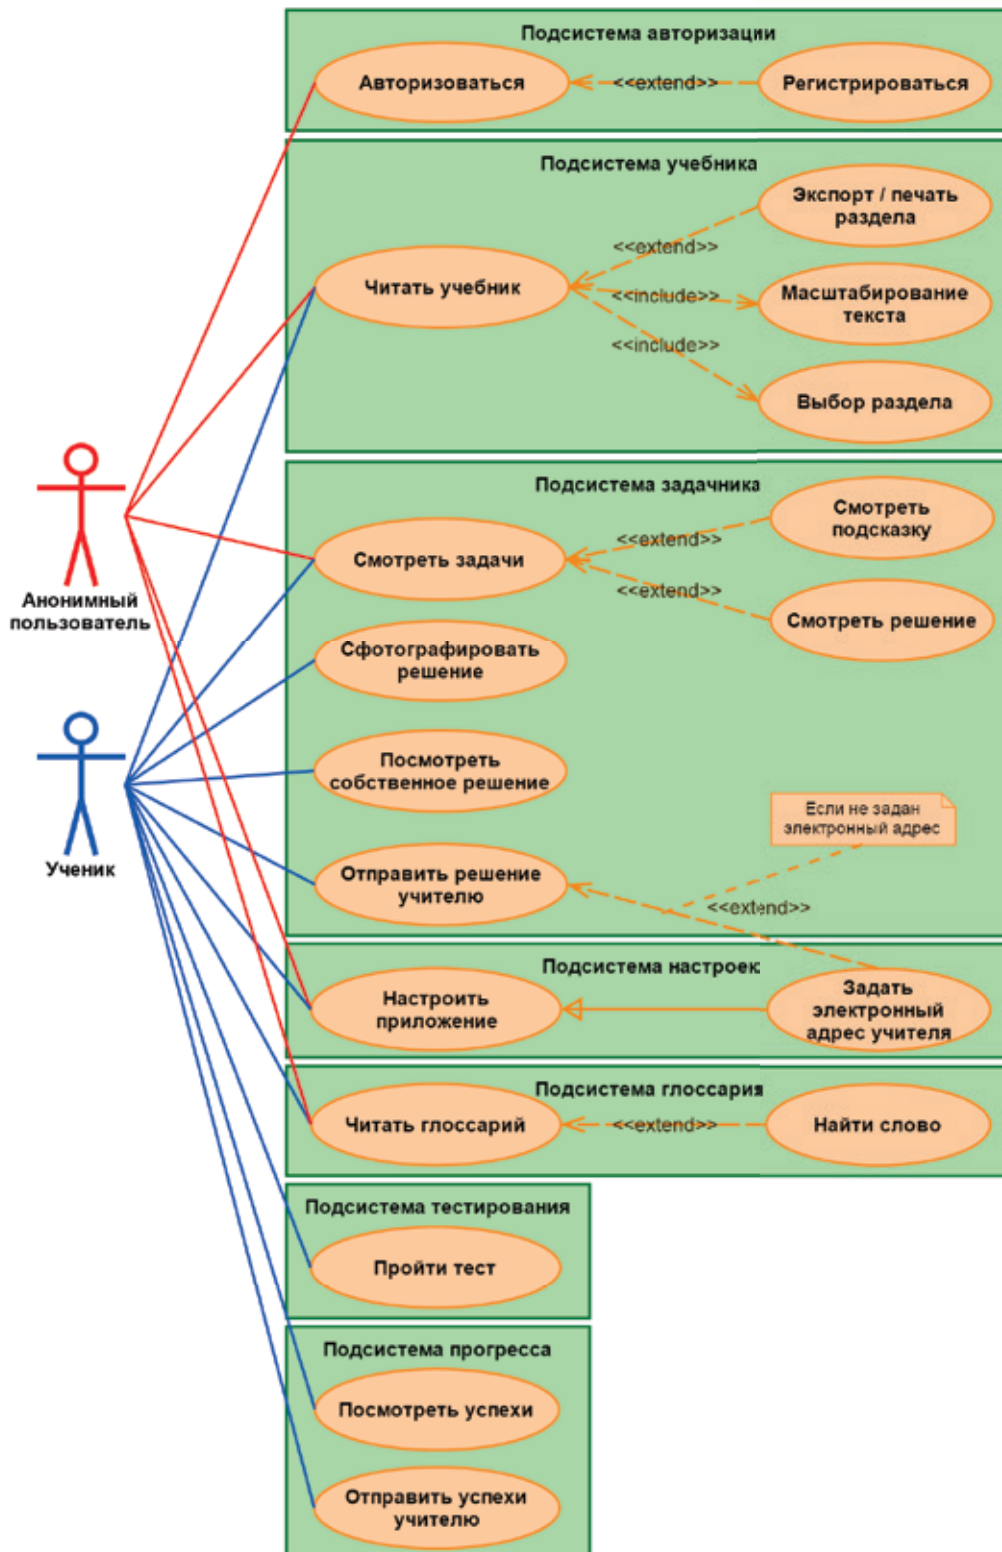 Подсистема авторизации
Авторизоваться
<<extend>>
Регистрироваться
Подсистема учебника
Экспорт / печать
раздела
<<extend>>
Читать учебник
<<include>>
Масштабирование
текста
<<include>>
Выбор раздела
Подсистема задачника
Смотреть
подсказку
<<extend>>
Смотреть задачи
<<extend>>
Смотреть решение
Анонимный
пользователь
Сфотографировать
решение
Посмотреть
собственное решение
Если не задан
электронный адрес
Ученик
Отправить решение
учителю
<<extend>>
Подсистема настроек
Настроить
приложение
Задать
электронный
адрес учителя
Подсистема глоссария
Читать глоссарий
<<extend>>
Найти слово
Подсистема тестирования
Пройти тест
Подсистема прогресса
Посмотреть успехи
Отправить успехи
учителю